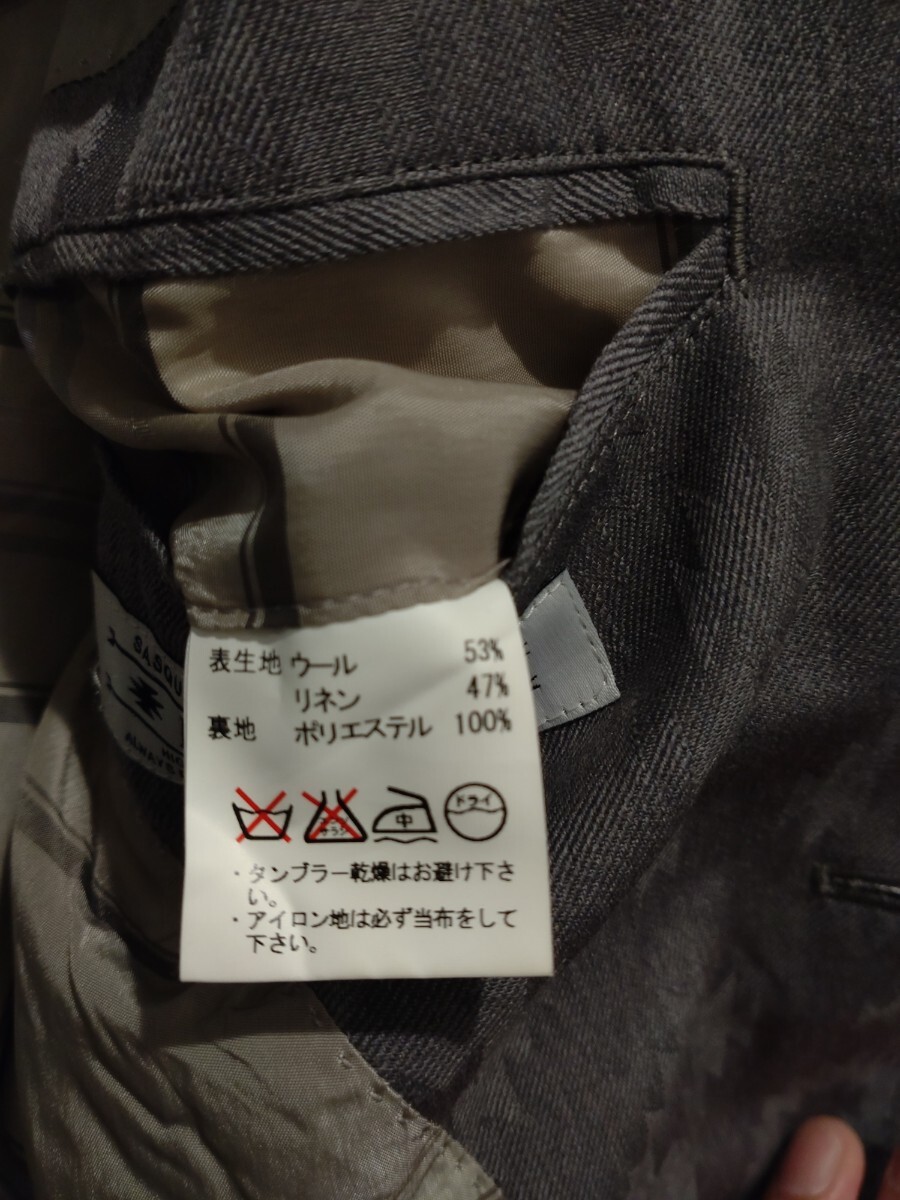 表生地 ウール 53%
リネン 47%
裏地 ポリエステル 100%
中
ドライ
・タンブラー乾燥はお避け下さ
い。
・アイロン地は必ず当布をして
下さい。
SASQU
ALWAYS